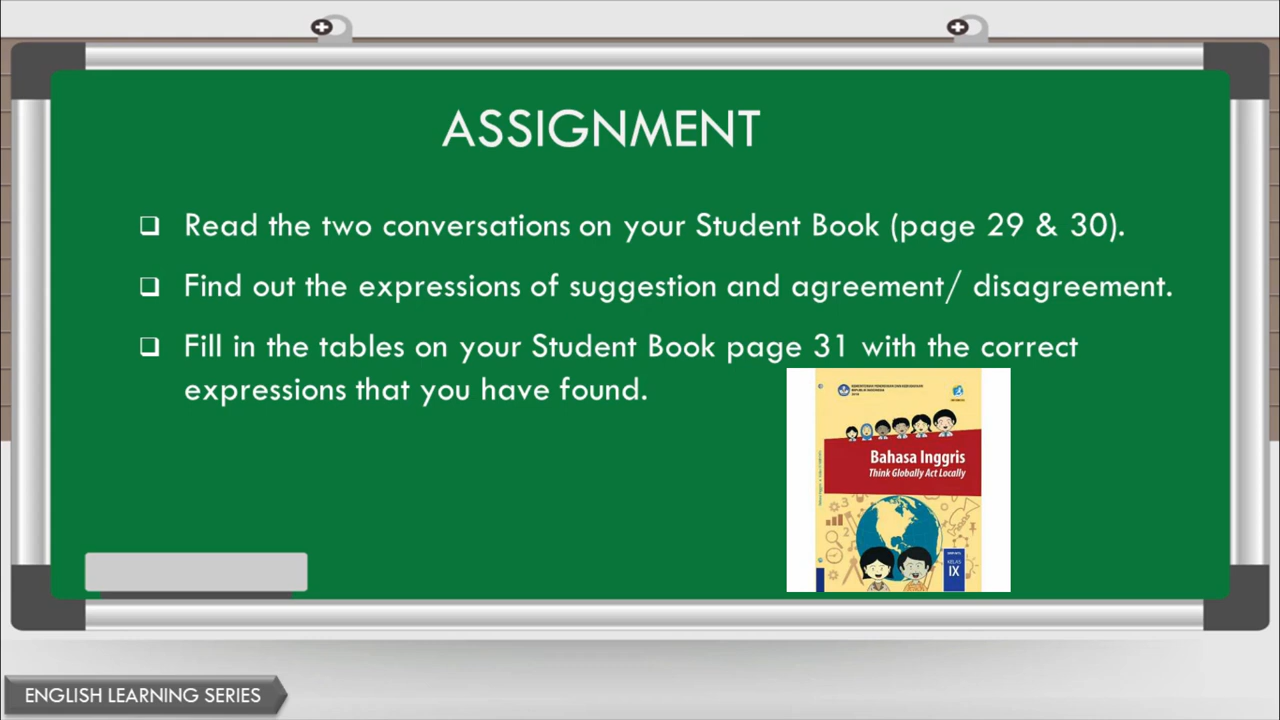 ASSIGNMENT
❑ Read the two conversations on your Student Book (page 29 & 30).
❑ Find out the expressions of suggestion and agreement/ disagreement.
❑ Fill in the tables on your Student Book page 31 with the correct
expressions that you have found.
Bahasa Inggris
Think Globally Act Locally
KELAS
IX
ENGLISH LEARNING SERIES